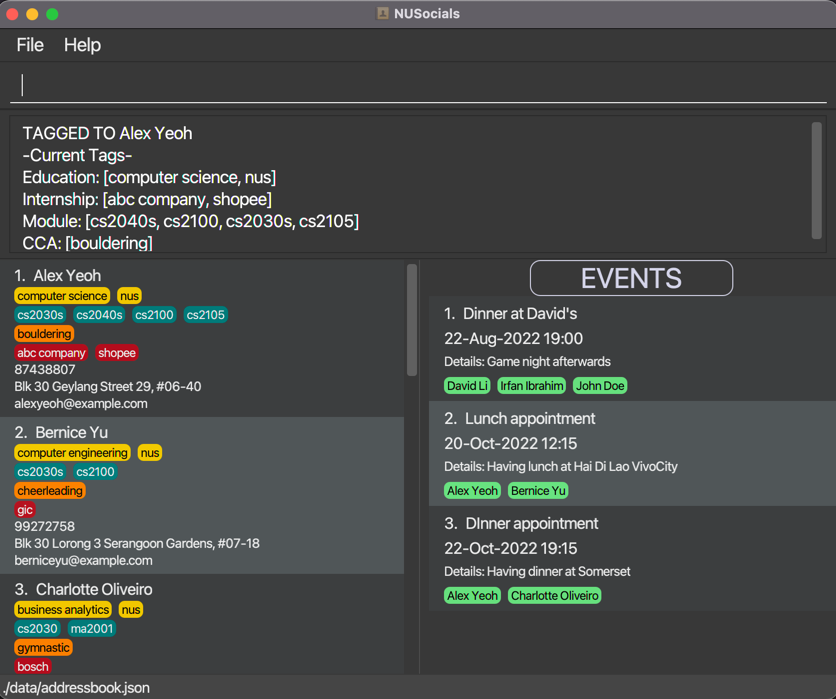 NUSocials
File Help
TAGGED TO Alex Yeoh
-Current Tags-
Education: [computer science, nus]
Internship: [abc company, shopee]
Module: [cs2040s, cs2100, cs2030s, cs2105]
CCA: [bouldering]
1. Alex Yeoh
computer science nus
cs2030s cs2040s cs2100 cs2105
bouldering
abc company shopee
87438807
Blk 30 Geylang Street 29, #06-40
alexyeoh@example.com
2. Bernice Yu
computer engineering nus
cs2030s cs2100
cheerleading
gic
99272758
Blk 30 Lorong 3 Serangoon Gardens, #07-18
berniceyu@example.com
3. Charlotte Oliveiro
business analytics nus
cs2030 ma2001
gymnastic
bosch
EVENTS
1. Dinner at David's
22-Aug-2022 19:00
Details: Game night afterwards
David Li Irfan Ibrahim John Doe
2. Lunch appointment
20-Oct-2022 12:15
Details: Having lunch at Hai Di Lao VivoCity
Alex Yeoh Bernice Yu
3. DInner appointment
22-Oct-2022 19:15
Details: Having dinner at Somerset
Alex Yeoh Charlotte Oliveiro
./data/addressbook.json